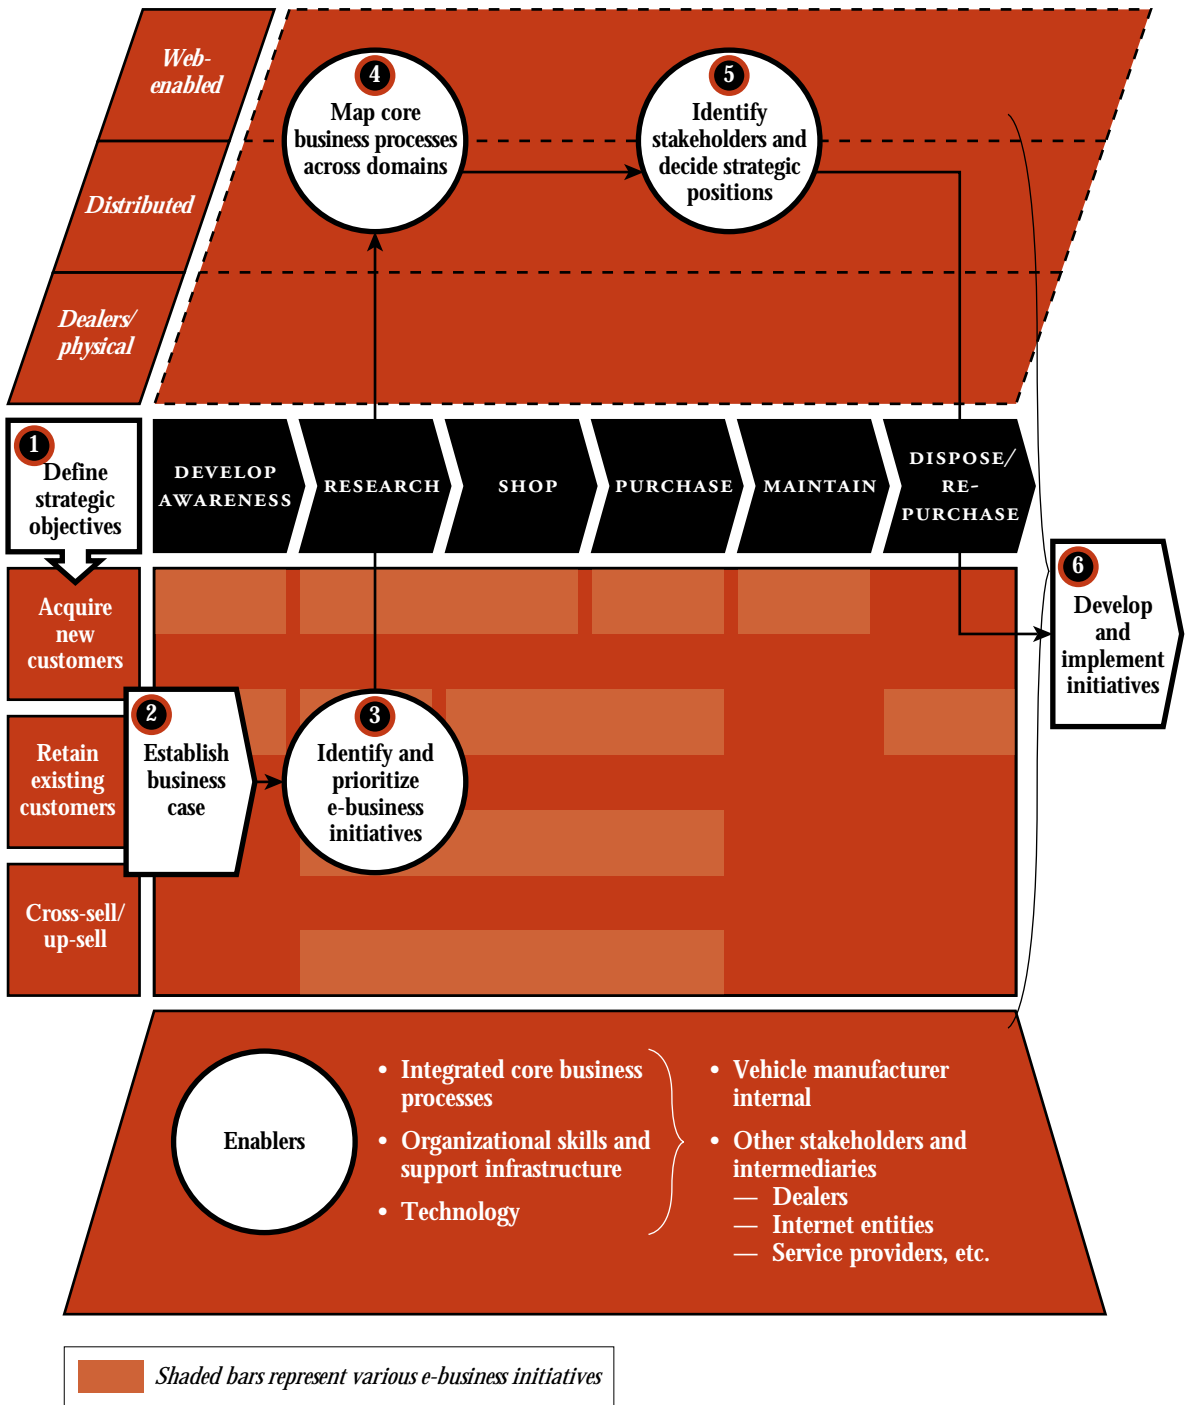 Web-
enabled
Distributed
Dealers/
physical
4
Map core
business processes
across domains
5
Identify
stakeholders and
decide strategic
positions
1
Define
strategic
objectives
DEVELOP
AWARENESS
RESEARCH
SHOP
PURCHASE
MAINTAIN
DISPOSE/
RE-
PURCHASE
Acquire
new
customers
Retain
existing
customers
Cross-sell/
up-sell
2
Establish
business
case
3
Identify and
prioritize
e-business
initiatives
6
Develop
and
implement
initiatives
Enablers
• Integrated core business
processes
• Organizational skills and
support infrastructure
• Technology
• Vehicle manufacturer
internal
• Other stakeholders and
intermediaries
— Dealers
— Internet entities
— Service providers, etc.
Shaded bars represent various e-business initiatives